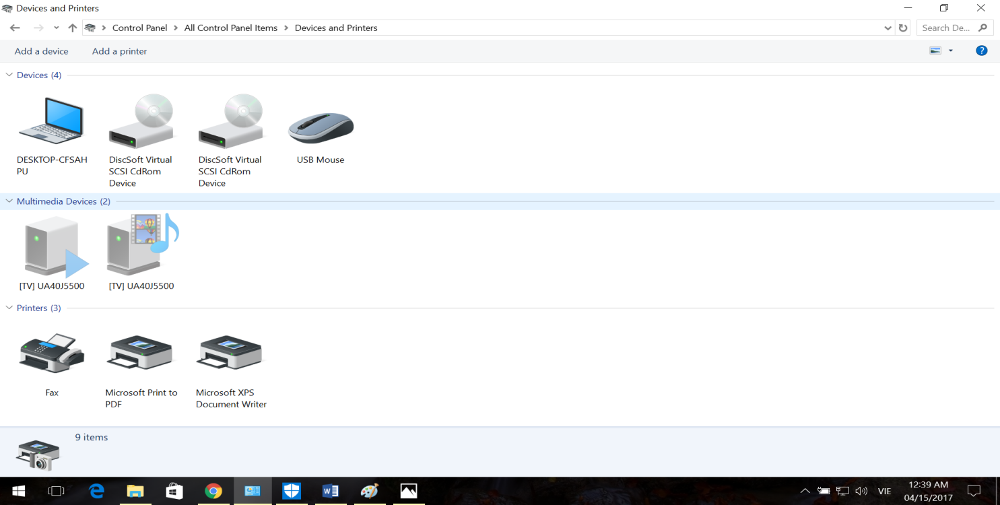 Devices and Printers
Control Panel > All Control Panel Items > Devices and Printers
Search De...
Add a device
Add a printer
Devices (4)
DESKTOP-CFSAH
PU
DiscSoft Virtual
SCSI CdRom
Device
DiscSoft Virtual
SCSI CdRom
Device
USB Mouse
Multimedia Devices (2)
[TV] UA40J5500
[TV] UA40J5500
Printers (3)
Fax
Microsoft Print to
PDF
Microsoft XPS
Document Writer
9 items
VIE
12:39 AM
04/15/2017